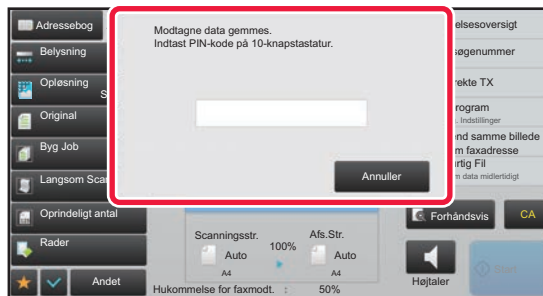 Adressebog
Belysning
Opløsning
S
Original
Byg Job
Langsom Scan
Oprindeligt antal
Rader
Andet
Modtagne data gemmes.
Indtast PIN-kode på 10-knapstastatur.
Annuller
Scanningsstr.
100%
Afs.Str.
Auto
Auto
A4
A4
Hukommelse for faxmodt. : 50%
elsesoversigt
søgenummer
rekte TX
rogram
. Indstillinger
nd samme billede
m faxadresse
urtig Fil
m data midlertidigt
Forhåndsvis
CA
Højtaler
Start